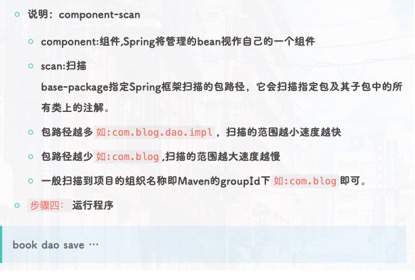 说明：component-scan
component:组件,Spring将管理的bean视作自己的一个组件
scan:扫描
base-package指定Spring框架扫描的包路径，它会扫描指定包及其子包中的所
有类上的注解。
包路径越多 如:com.blog.dao.impl ，扫描的范围越小速度越快
包路径越少 如:com.blog ,扫描的范围越大速度越慢
一般扫描到项目的组织名称即Maven的groupId下 如:com.blog 即可。
步骤四： 运行程序
book dao save ···